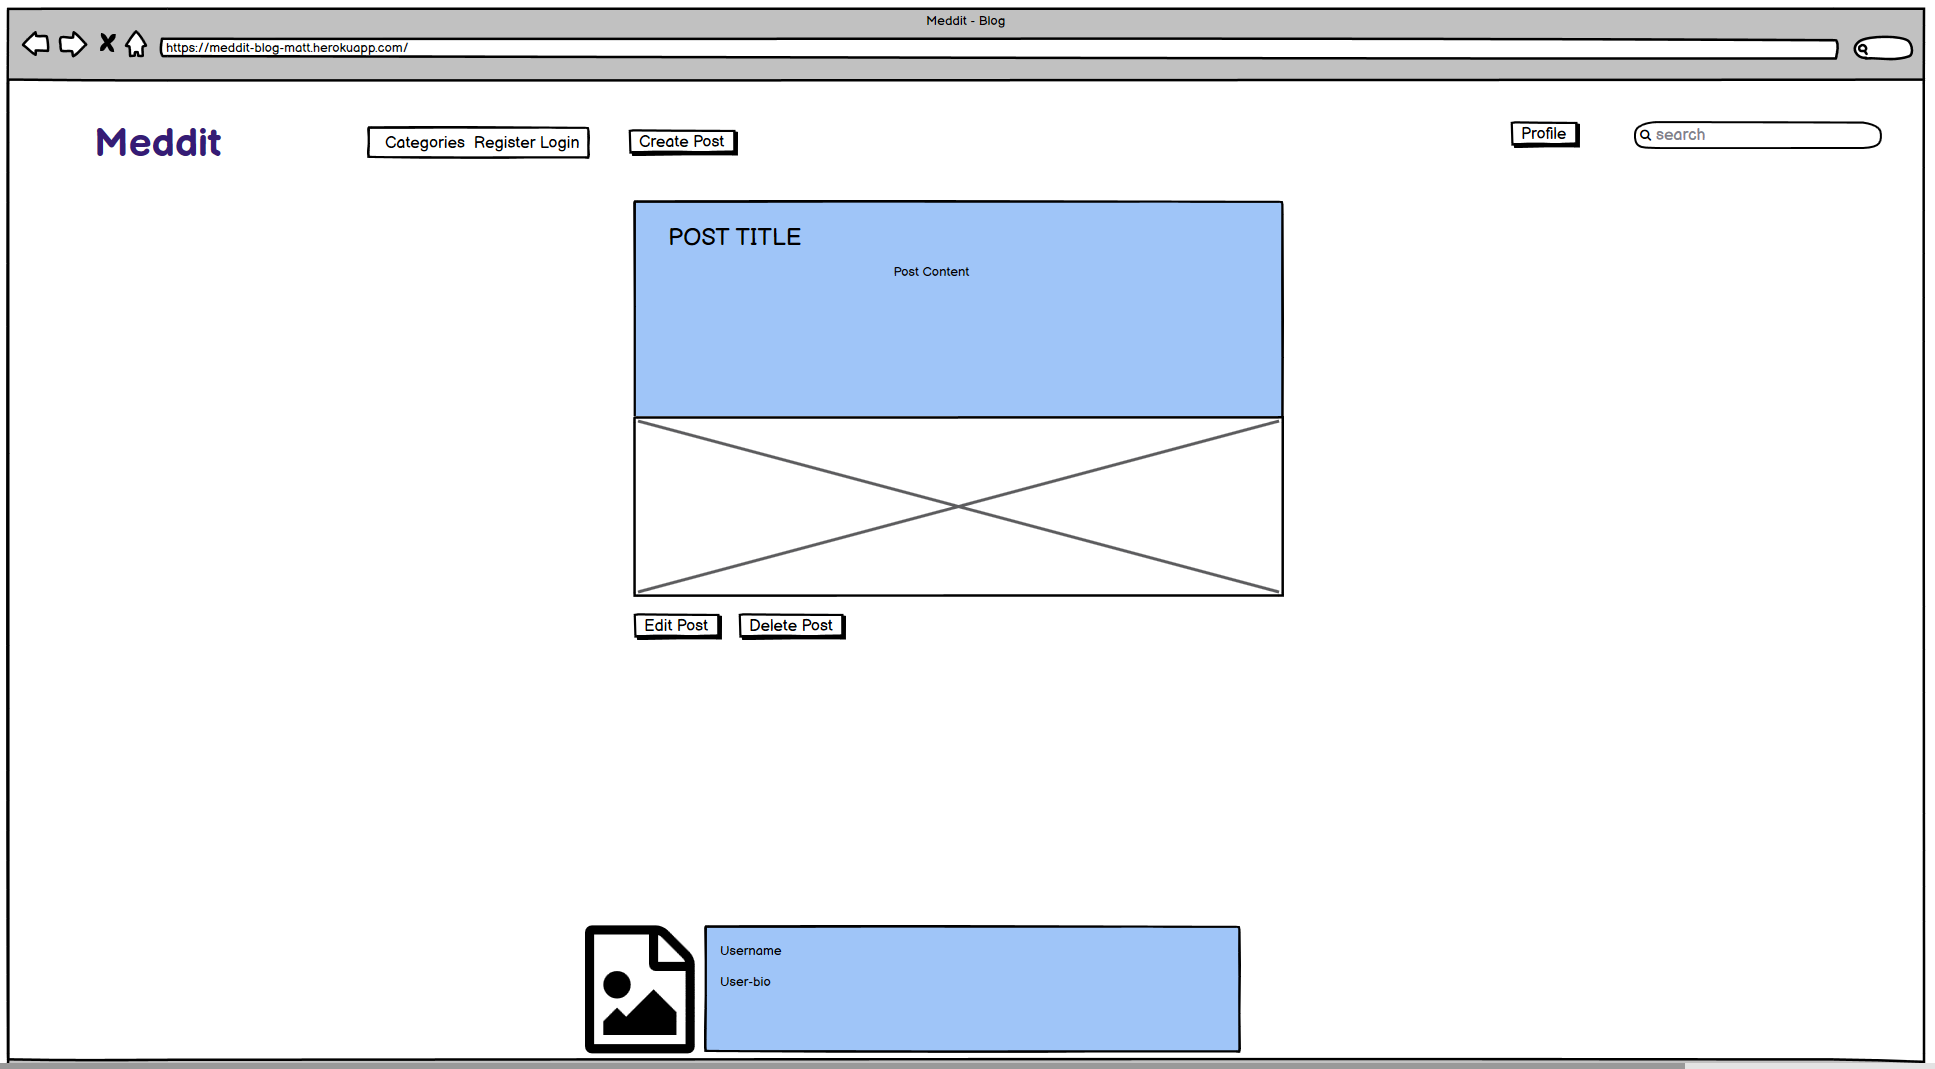 Meddit - Blog
https://meddit-blog-matt.herokuapp.com/
Meddit
Categories Register Login
Create Post
Profile
search
POST TITLE
Post Content
Edit Post
Delete Post
Username
User-bio